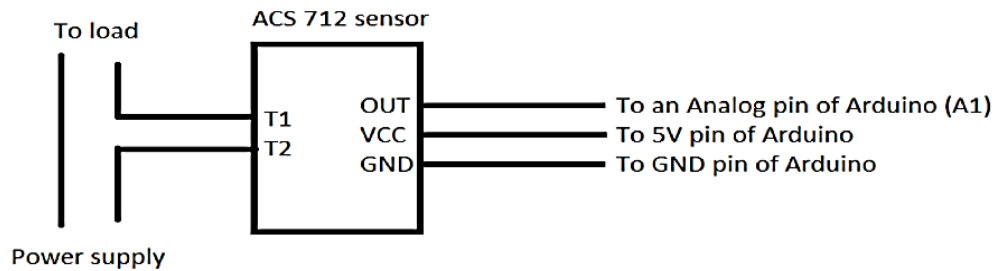 ACS 712 sensor
To load
T1
T2
OUT
VCC
GND
To an Analog pin of Arduino (A1)
To 5V pin of Arduino
To GND pin of Arduino
Power supply